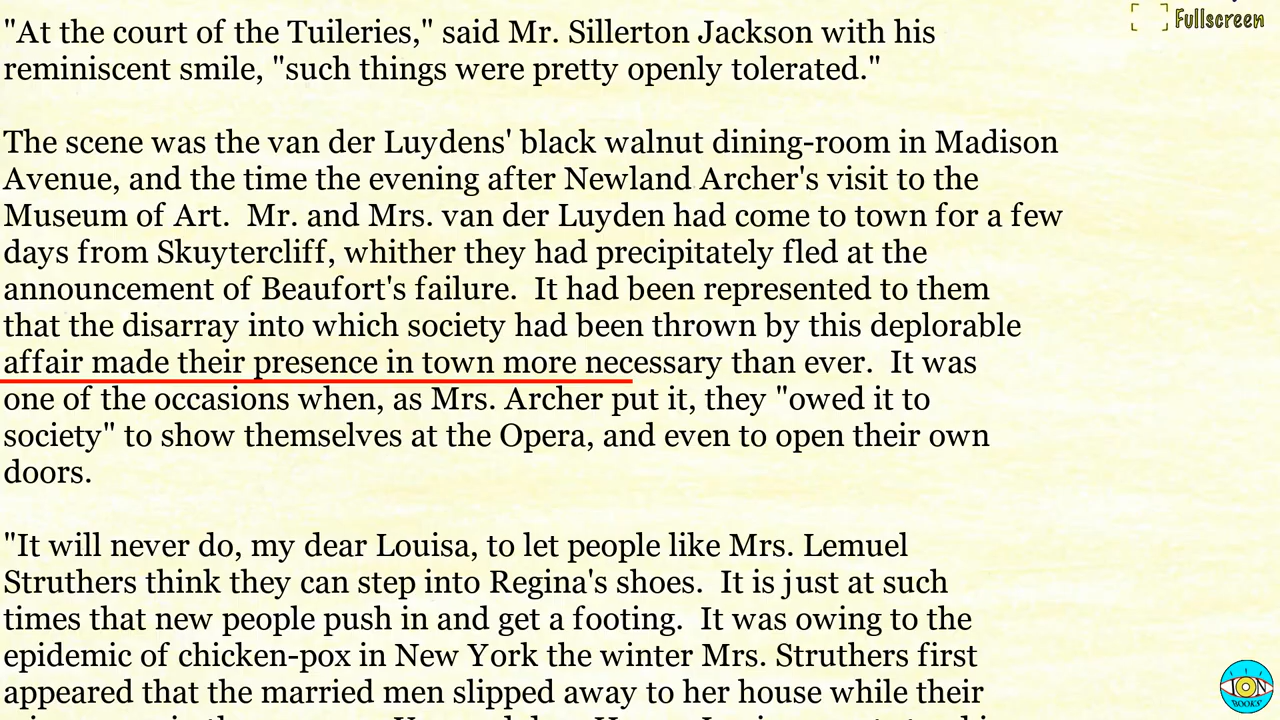 Fullscreen
"At the court of the Tuileries," said Mr. Sillerton Jackson with his
reminiscent smile, "such things were pretty openly tolerated."
The scene was the van der Luydens' black walnut dining-room in Madison
Avenue, and the time the evening after Newland Archer's visit to the
Museum of Art.  Mr. and Mrs. van der Luyden had come to town for a few
days from Skuytercliff, whither they had precipitately fled at the
announcement of Beaufort's failure.  It had been represented to them
that the disarray into which society had been thrown by this deplorable
affair made their presence in town more necessary than ever.  It was
one of the occasions when, as Mrs. Archer put it, they "owed it to
society" to show themselves at the Opera, and even to open their own
doors.
"It will never do, my dear Louisa, to let people like Mrs. Lemuel
Struthers think they can step into Regina's shoes.  It is just at such
times that new people push in and get a footing.  It was owing to the
epidemic of chicken-pox in New York the winter Mrs. Struthers first
appeared that the married men slipped away to her house while their
ION
BOOKS